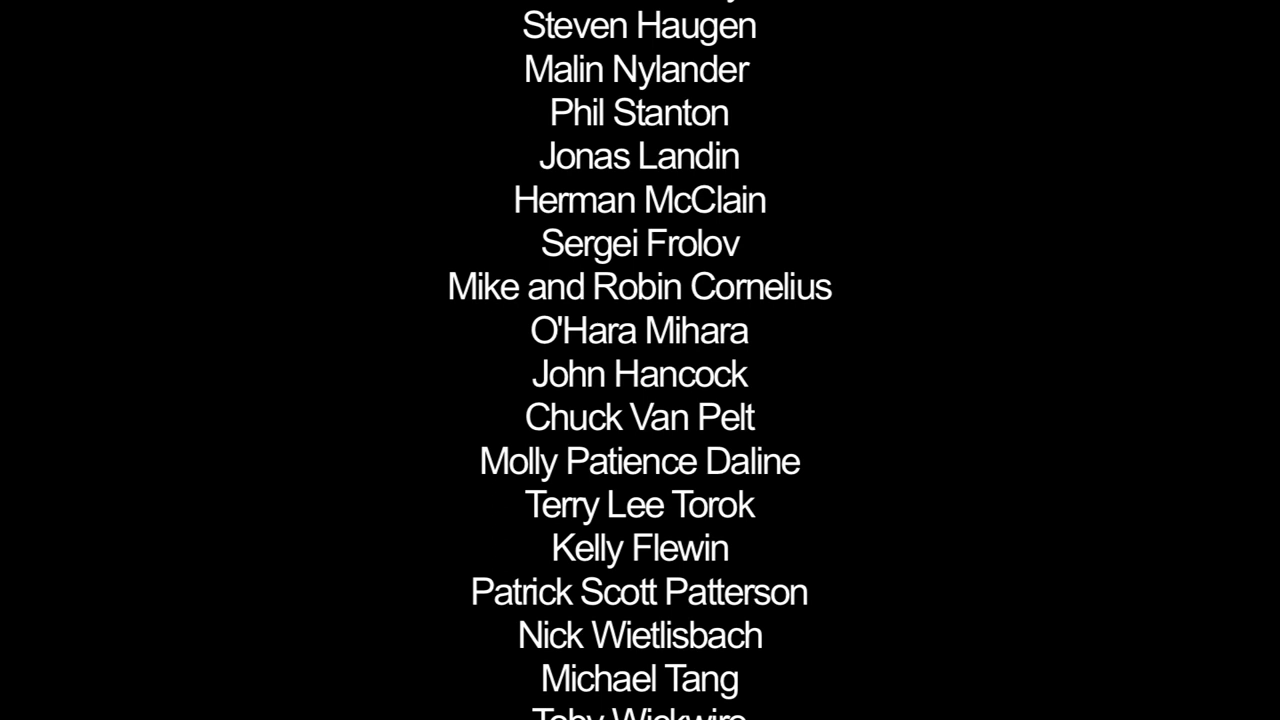 Steven Haugen
Malin Nylander
Phil Stanton
Jonas Landin
Herman McClain
Sergei Frolov
Mike and Robin Cornelius
O'Hara Mihara
John Hancock
Chuck Van Pelt
Molly Patience Daline
Terry Lee Torok
Kelly Flewin
Patrick Scott Patterson
Nick Wietlisbach
Michael Tang
Toby Wickwire